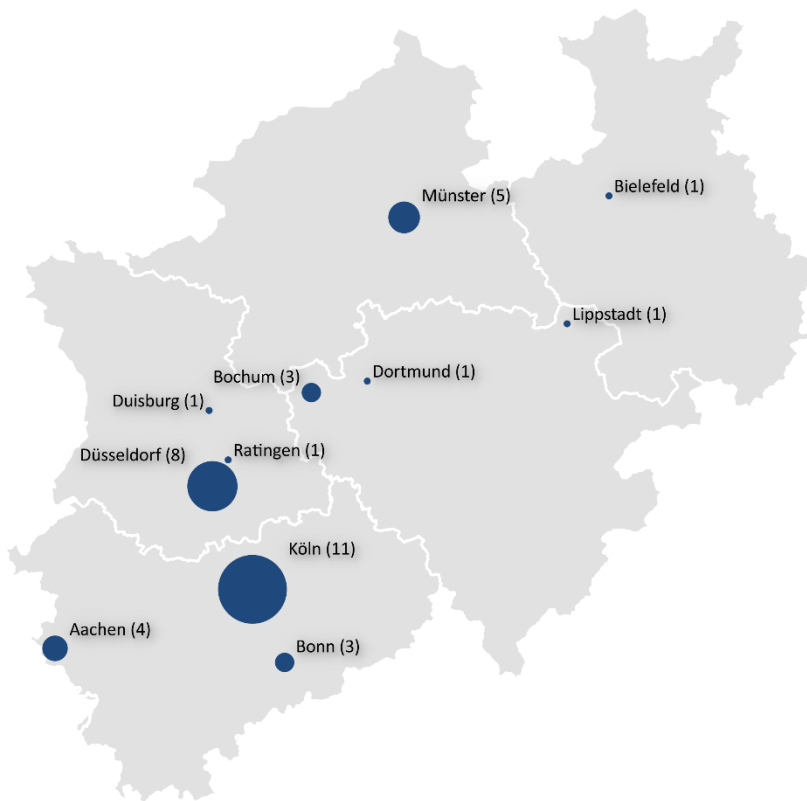 Bielefeld (1)
Münster (5)
Lippstadt (1)
Dortmund (1)
Bochum (3)
Duisburg (1)
Ratingen (1)
Düsseldorf (8)
Köln (11)
Aachen (4)
Bonn (3)